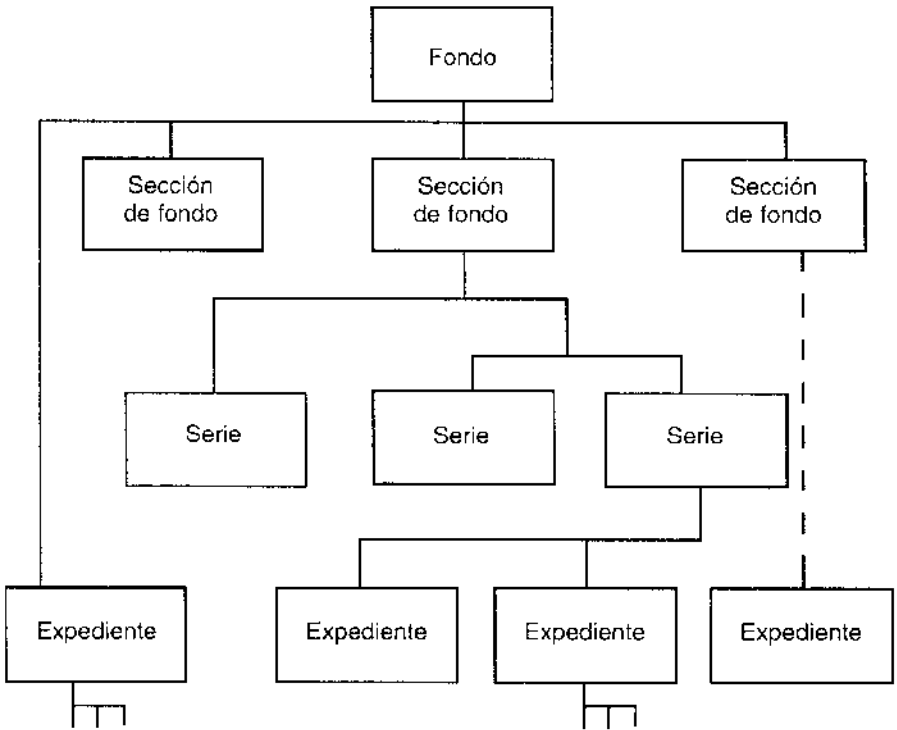 Fondo
Sección
de fondo
Sección
de fondo
Sección
de fondo
Serie
Serie
Serie
Expediente
Expediente
Expediente
Expediente